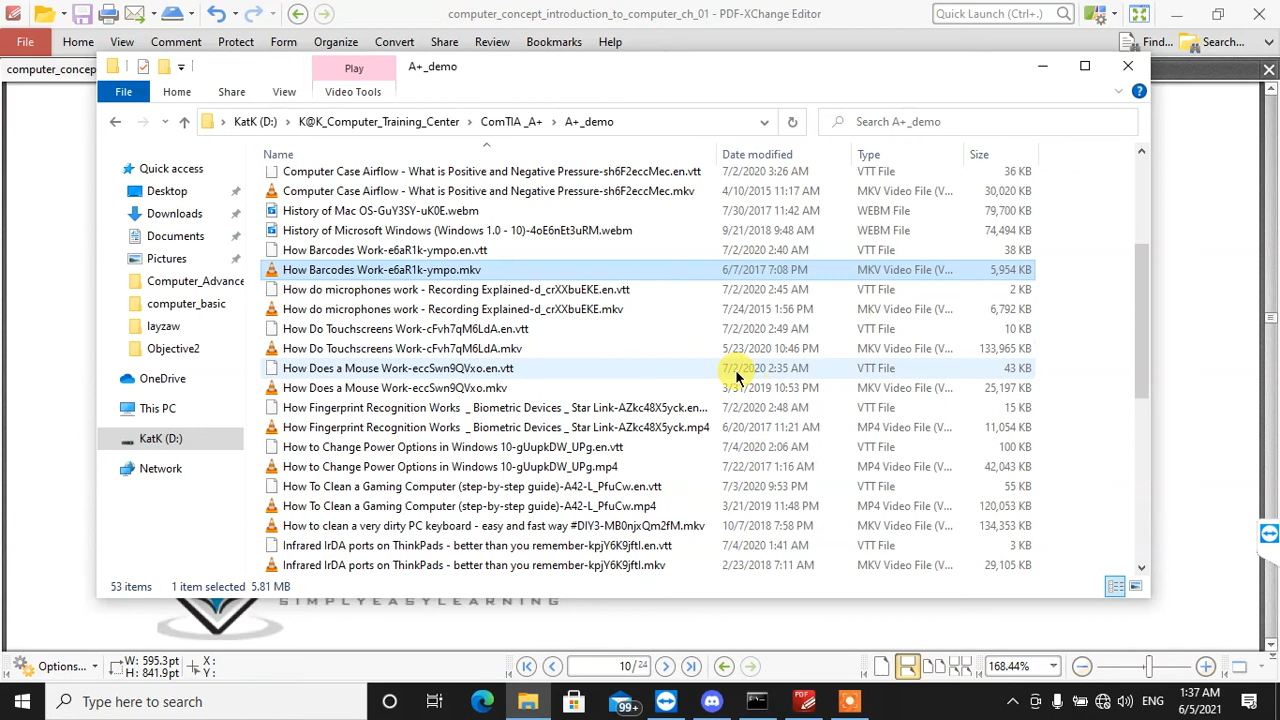 computer_concept_introduction_to_computer_ch_01 - PDF-XChange Editor
Quick Launch (Ctrl+.)
File Home View Comment Protect Form Organize Convert Share Review Bookmarks Help
Find... Search...
computer_concep
Play A+_demo
File Home Share View Video Tools
KatK (D:) > K@K_Computer_Training_Center > ComTIA _A+ > A+_demo
Search A+_demo
Name Date modified Type Size
Quick access
Desktop
Downloads
Documents
Pictures
Computer_Advance
computer_basic
layzaw
Objective2
OneDrive
This PC
KatK (D:)
Network
Computer Case Airflow - What is Positive and Negative Pressure-sh6F2eccMec.en.vtt 7/2/2020 3:26 AM VTT File 36 KB
Computer Case Airflow - What is Positive and Negative Pressure-sh6F2eccMec.mkv 4/10/2015 11:17 AM MKV Video File (V... 30,020 KB
History of Mac OS-GuY3SY-uK0E.webm 7/30/2017 11:42 AM WEBM File 79,700 KB
History of Microsoft Windows (Windows 1.0 - 10)-4oE6nEt3uRM.webm 9/21/2018 9:48 AM WEBM File 74,494 KB
How Barcodes Work-e6aR1k-ympo.en.vtt 7/2/2020 2:40 AM VTT File 38 KB
How Barcodes Work-e6aR1k-ympo.mkv 6/7/2017 7:08 PM MKV Video File (V... 5,954 KB
How do microphones work - Recording Explained-d_crXXbuEKE.en.vtt 7/2/2020 2:45 AM VTT File 2 KB
How do microphones work - Recording Explained-d_crXXbuEKE.mkv 7/24/2015 1:56 PM MKV Video File (V... 6,792 KB
How Do Touchscreens Work-cFvh7qM6LdA.en.vtt 7/2/2020 2:49 AM VTT File 10 KB
How Do Touchscreens Work-cFvh7qM6LdA.mkv 5/23/2020 10:46 PM MKV Video File (V... 133,965 KB
How Does a Mouse Work-eccSwn9QVxo.en.vtt 7/2/2020 2:35 AM VTT File 43 KB
How Does a Mouse Work-eccSwn9QVxo.mkv 3/31/2019 10:53 PM MKV Video File (V... 25,197 KB
How Fingerprint Recognition Works _ Biometric Devices _ Star Link-AZkc48X5yck.en... 7/2/2020 2:48 AM VTT File 15 KB
How Fingerprint Recognition Works _ Biometric Devices _ Star Link-AZkc48X5yck.mp4 6/20/2017 11:21 AM MP4 Video File (V... 11,054 KB
How to Change Power Options in Windows 10-gUupkDW_UPg.en.vtt 7/4/2020 2:06 AM VTT File 100 KB
How to Change Power Options in Windows 10-gUupkDW_UPg.mp4 7/22/2017 1:16 AM MP4 Video File (V... 42,043 KB
How To Clean a Gaming Computer (step-by-step guide)-A42-L_PfuCw.en.vtt 7/3/2020 9:53 PM VTT File 55 KB
How To Clean a Gaming Computer (step-by-step guide)-A42-L_PfuCw.mp4 3/21/2019 11:48 PM MP4 Video File (V... 120,053 KB
How to clean a very dirty PC keyboard - easy and fast way #DIY3-MB0njxQm2fM.mkv 10/7/2018 7:58 PM MKV Video File (V... 134,353 KB
Infrared IrDA ports on ThinkPads - better than you remember-kpjY6K9jftI.en.vtt 7/4/2020 1:41 AM VTT File 3 KB
Infrared IrDA ports on ThinkPads - better than you remember-kpjY6K9jftI.mkv 2/23/2018 7:11 AM MKV Video File (V... 29,105 KB
53 items 1 item selected 5.81 MB
SIMPLYEASYLEARNING
Options... W: 595.3pt H: 841.9pt X: Y: 10/24 168.44%
Type here to search
99+
ENG
1:37 AM
6/5/2021